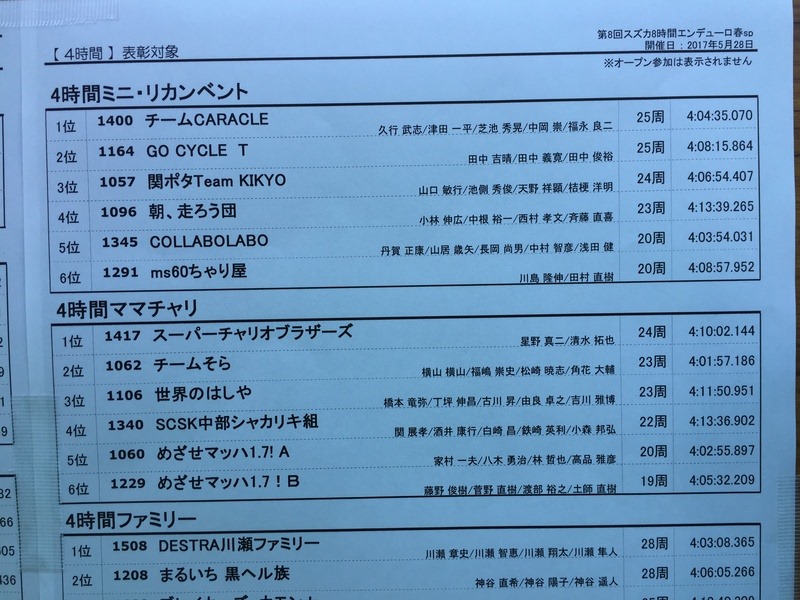 第8回スズカ8時間エンデューロ春sp
【 4時間 】 表彰対象
開催日 : 2017年5月28日
※オープン参加は表示されません
4時間ミニ・リカンベント
1位 1400 チームCARACLE 久行 武志/津田 一平/芝池 秀晃/中岡 崇/福永 良二 25周 4:04:35.070
2位 1164 GO CYCLE T 田中 吉晴/田中 義寛/田中 俊裕 25周 4:08:15.864
3位 1057 関ポタTeam KIKYO 山口 敏行/池側 秀俊/天野 祥顕/桔梗 洋明 24周 4:06:54.407
4位 1096 朝、走ろう団 小林 伸広/中根 裕一/西村 孝文/斉藤 直喜 23周 4:13:39.265
5位 1345 COLLABOLABO 丹賀 正康/山居 歳矢/長岡 尚男/中村 智彦/浅田 健 20周 4:03:54.031
6位 1291 ms60ちゃり屋 川島 隆伸/田村 直樹 20周 4:08:57.952
4時間ママチャリ
1位 1417 スーパーチャリオブラザーズ 星野 真二/清水 拓也 24周 4:10:02.144
2位 1062 チームそら 横山 横山/福嶋 崇史/松崎 暁志/角花 大輔 23周 4:01:57.186
3位 1106 世界のはしや 橋本 竜弥/丁坪 伸昌/古川 昇/由良 卓之/吉川 雅博 23周 4:11:50.951
4位 1340 SCSK中部シャカリキ組 関 展孝/酒井 康行/白崎 昌/鉄崎 英利/小森 邦弘 22周 4:13:36.902
5位 1060 めざせマッハ1.7! A 家村 一夫/八木 勇治/林 哲也/高品 雅彦 20周 4:02:55.897
6位 1229 めざせマッハ1.7!B 藤野 俊樹/菅野 直樹/渡部 裕之/土師 直樹 19周 4:05:32.209
4時間ファミリー
1位 1508 DESTRA川瀬ファミリー 川瀬 章史/川瀬 智恵/川瀬 翔太/川瀬 隼人 28周 4:03:08.365
2位 1208 まるいち 黒ヘル族 神谷 直希/神谷 陽子/神谷 遥人 28周 4:06:05.266